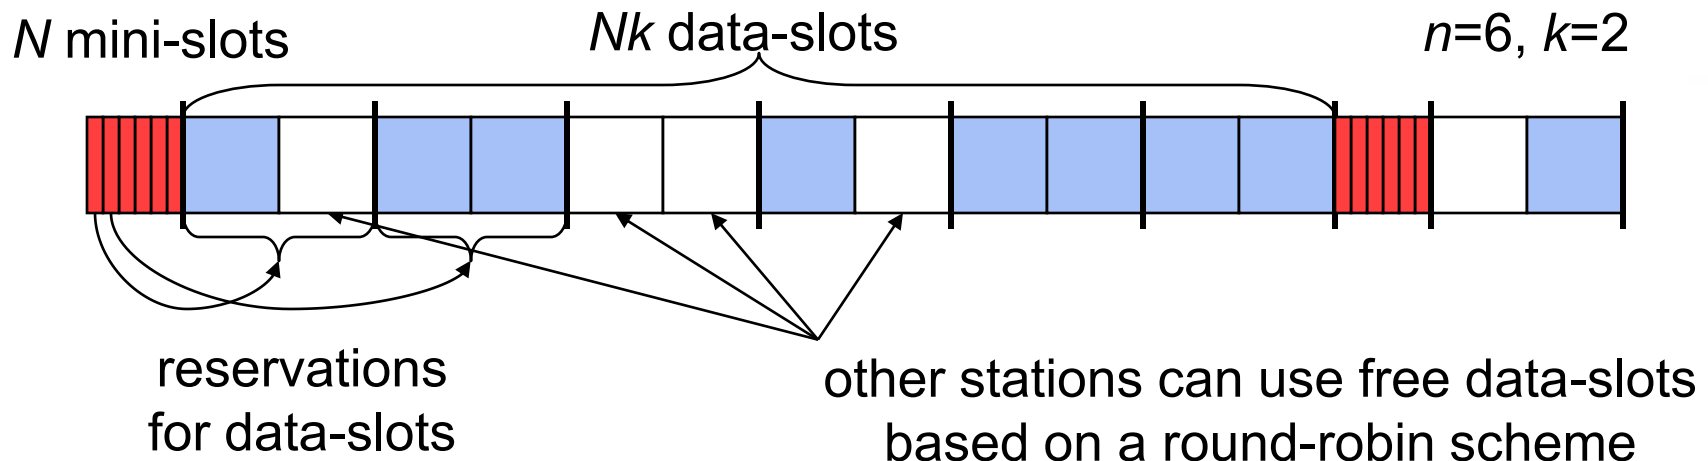 N mini-slots
Nk data-slots
n=6, k=2
reservations
for data-slots
other stations can use free data-slots
based on a round-robin scheme